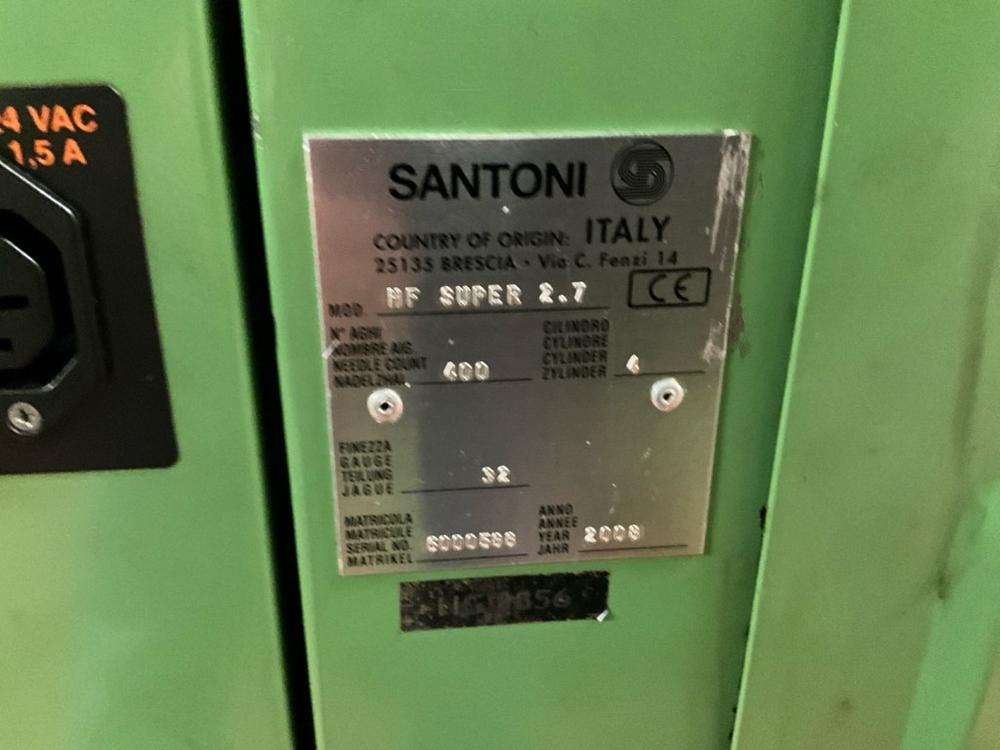 4 VAC
1,5 A
SANTONI
COUNTRY OF ORIGIN: ITALY
25135 BRESCIA - Via C. Fenzi 14
MOD. MF SUPER 2.7
CE
N° AGHI
NOMBRE AIG.
NEEDLE COUNT 400
NADELZHAL
CILINDRO
CYLINDRE
CYLINDER 4
ZYLINDER
FINEZZA
GAUGE
TEILUNG 32
JAGUE
MATRICOLA
MATRICULE
SERIAL NO.
MATRIKEL
ANNO
ANNEE
YEAR 2008
JAHR